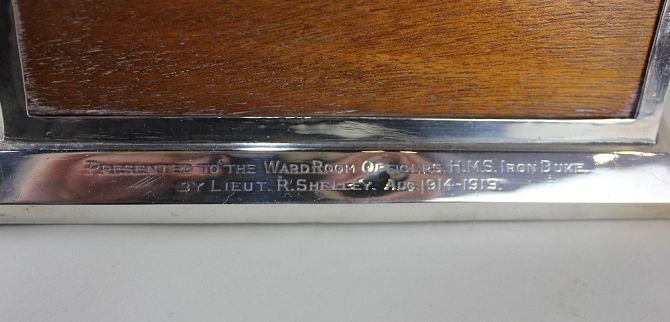 PRESENTED TO THE WARD ROOM OFFICERS. H.M.S. IRON DUKE.
BY LIEUT. R. SHELLEY. AUG. 1914-1919.